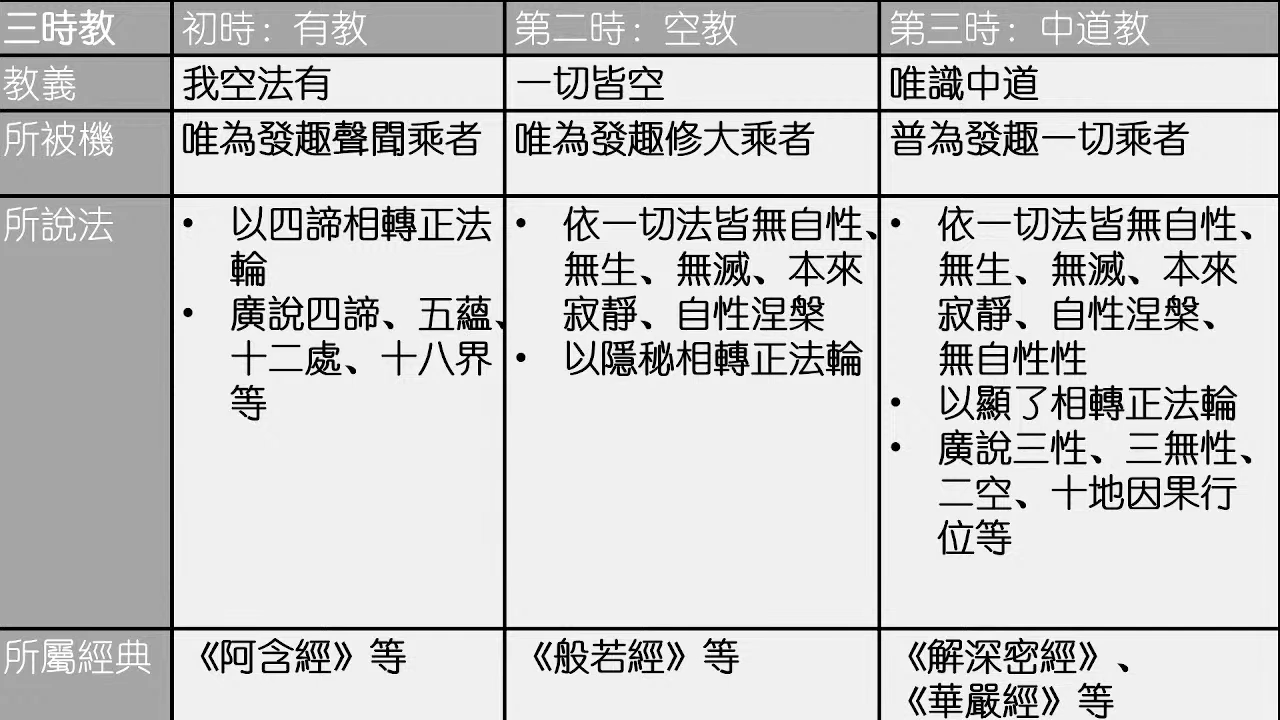 三時教
初時：有教
第二時：空教
第三時：中道教
教義
我空法有
一切皆空
唯識中道
所被機
唯為發趣聲聞乘者
唯為發趣修大乘者
普為發趣一切乘者
所說法
• 以四諦相轉正法
輪
• 廣說四諦、五蘊、
十二處、十八界
等
• 依一切法皆無自性、
無生、無滅、本來
寂靜、自性涅槃
• 以隱秘相轉正法輪
• 依一切法皆無自性、
無生、無滅、本來
寂靜、自性涅槃、
無自性性
• 以顯了相轉正法輪
• 廣說三性、三無性、
二空、十地因果行
位等
所屬經典
《阿含經》等
《般若經》等
《解深密經》、
《華嚴經》等